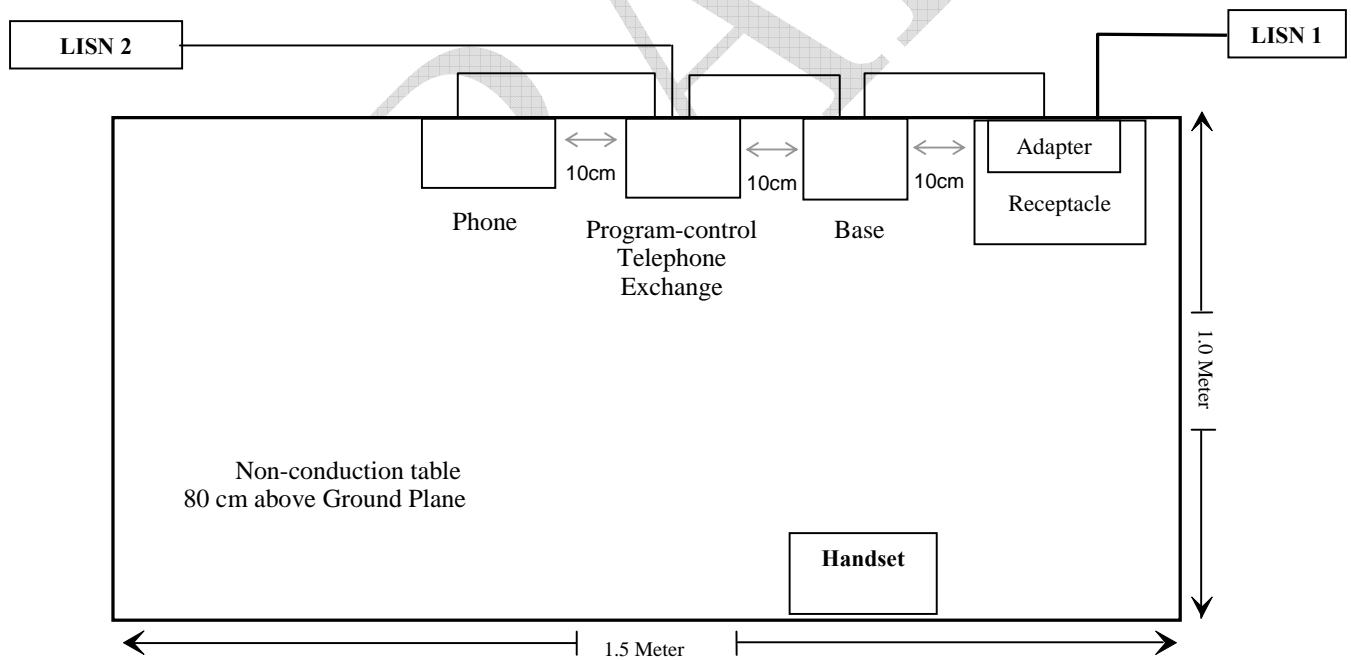 LISN 2
LISN 1
10cm
10cm
10cm
Adapter
Receptacle
Phone
Program-control
Telephone
Exchange
Base
1.0 Meter
Non-conduction table
80 cm above Ground Plane
Handset
1.5 Meter